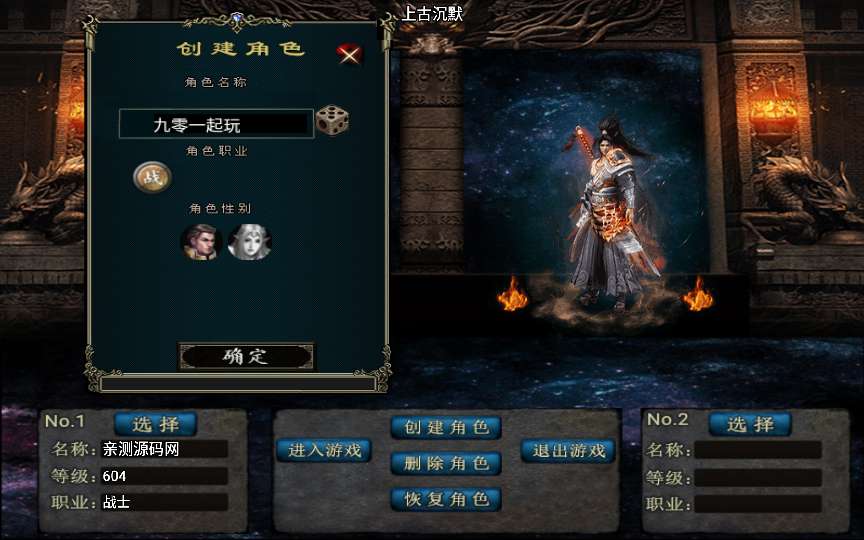 上古沉默
创建角色
角色名称
九零一起玩
角色职业
战
角色性别
确定
No.1
选择
名称：亲测源码网
等级：604
职业：战士
创建角色
进入游戏
删除角色
退出游戏
恢复角色
No.2
选择
名称：
等级：
职业：